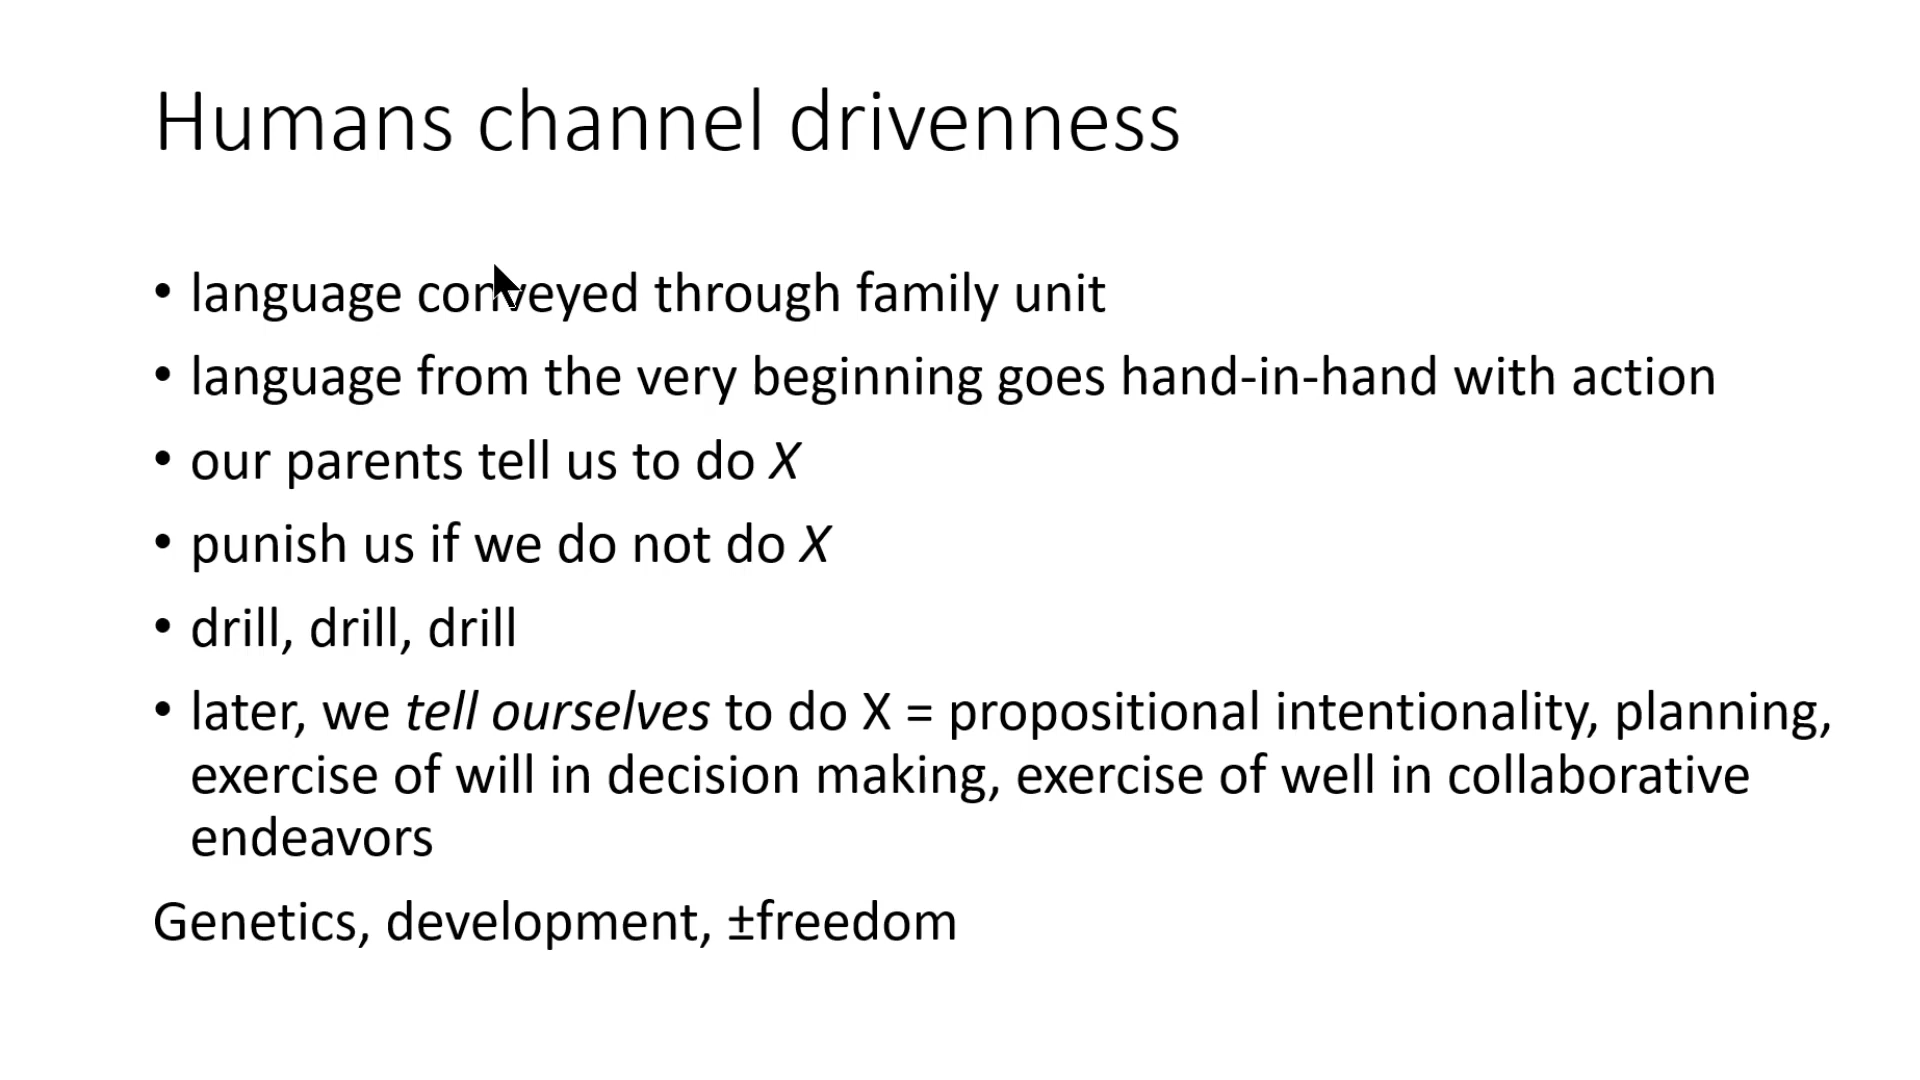 Humans channel drivenness
• language conveyed through family unit
• language from the very beginning goes hand-in-hand with action
• our parents tell us to do X
• punish us if we do not do X
• drill, drill, drill
• later, we tell ourselves to do X = propositional intentionality, planning,
exercise of will in decision making, exercise of well in collaborative
endeavors
Genetics, development, ±freedom